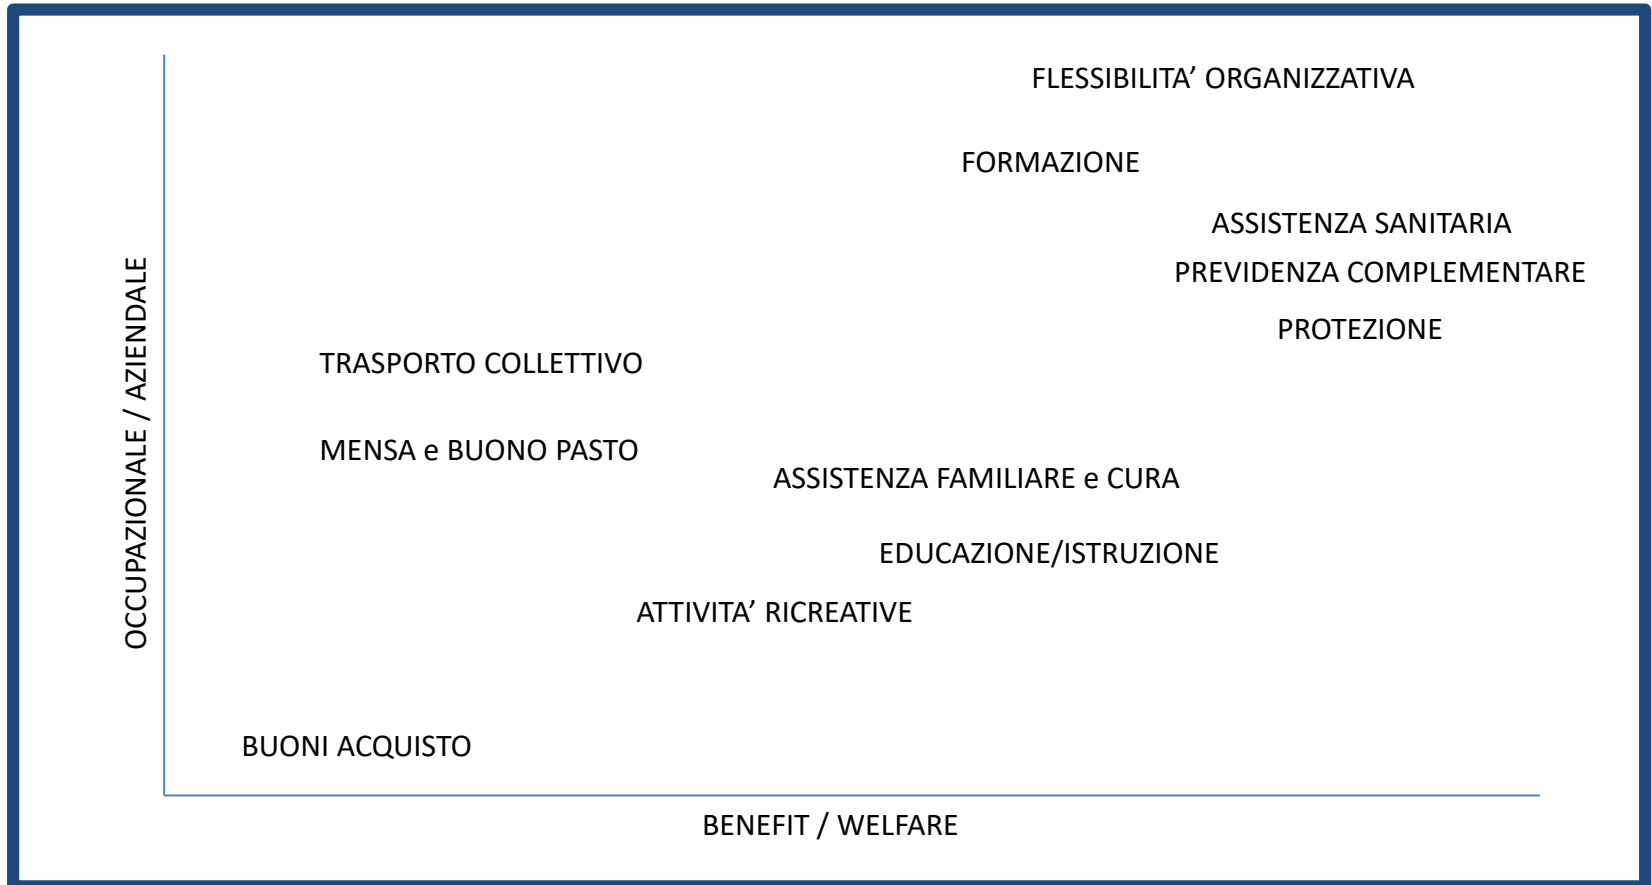 FLESSIBILITA’ ORGANIZZATIVA
FORMAZIONE
ASSISTENZA SANITARIA
PREVIDENZA COMPLEMENTARE
PROTEZIONE
TRASPORTO COLLETTIVO
MENSA e BUONO PASTO
ASSISTENZA FAMILIARE e CURA
EDUCAZIONE/ISTRUZIONE
ATTIVITA’ RICREATIVE
BUONI ACQUISTO
OCCUPAZIONALE / AZIENDALE
BENEFIT / WELFARE